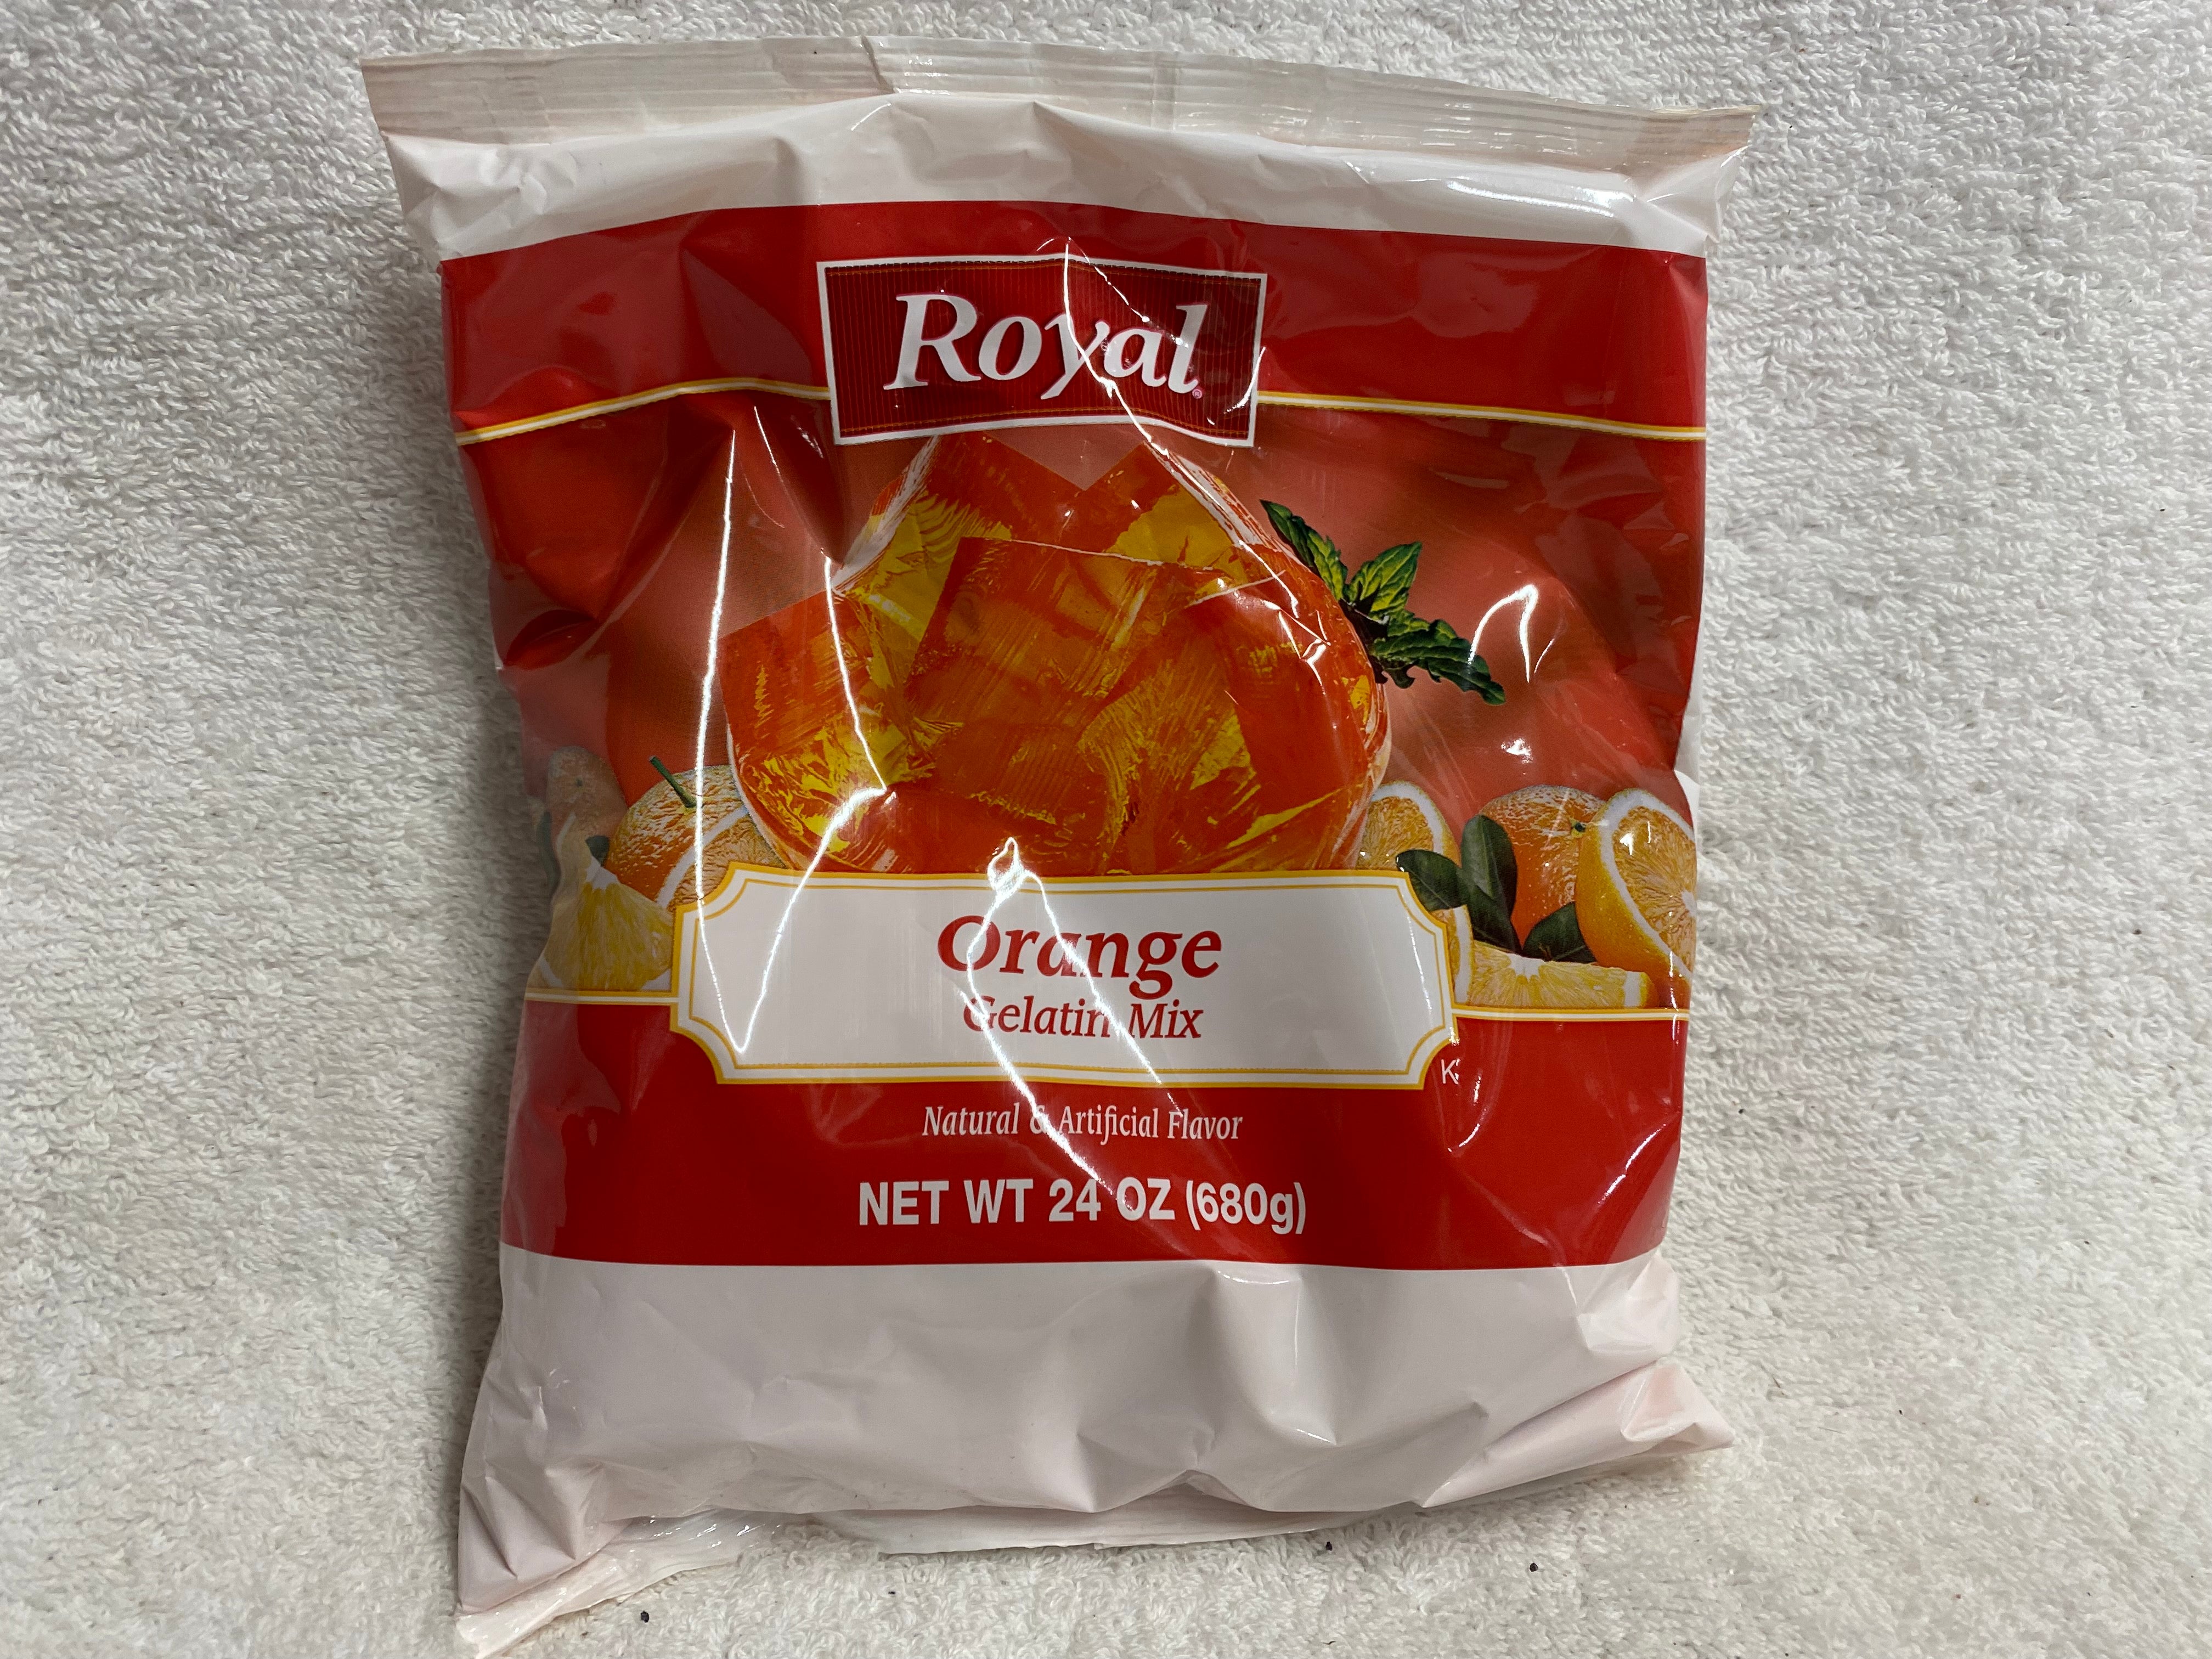 Royal®
Orange
Gelatin Mix
K
Natural & Artificial Flavor
NET WT 24 OZ (680g)